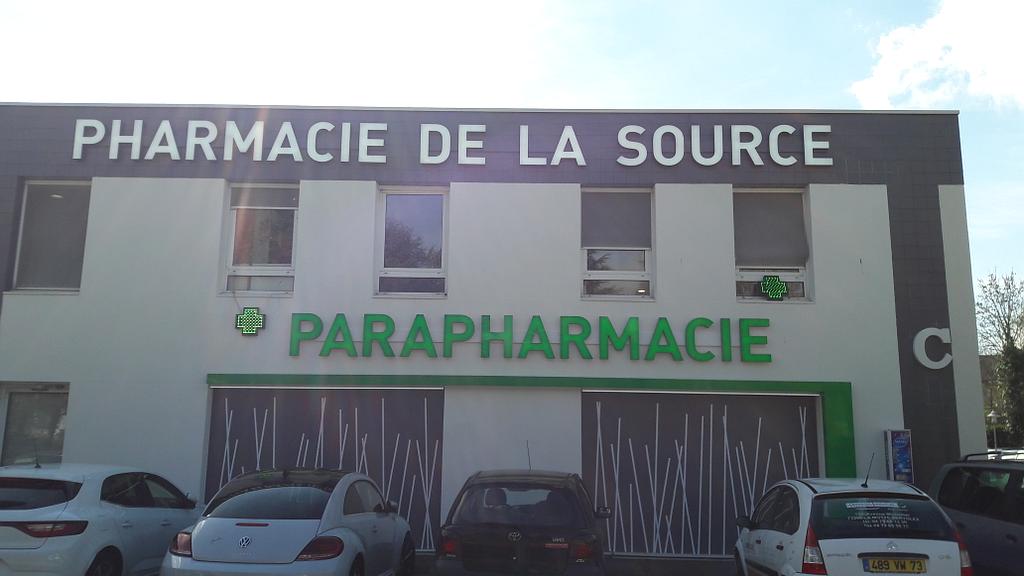 PHARMACIE DE LA SOURCE
PARAPHARMACIE
C
489 VW 73